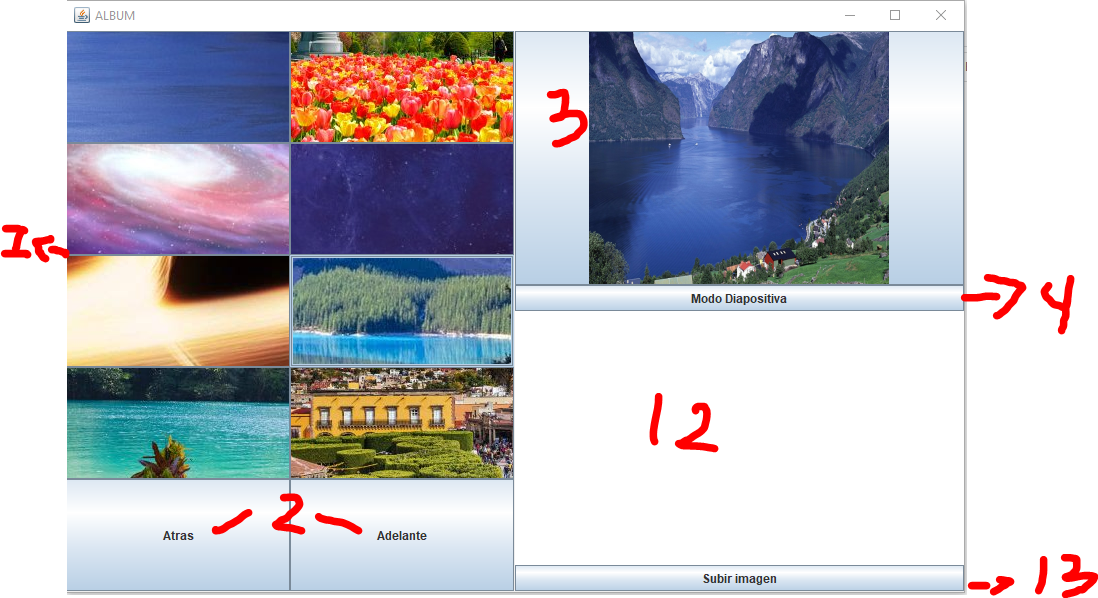 ALBUM
3
1
Modo Diapositiva
4
12
2
Atras
Adelante
Subir imagen
13